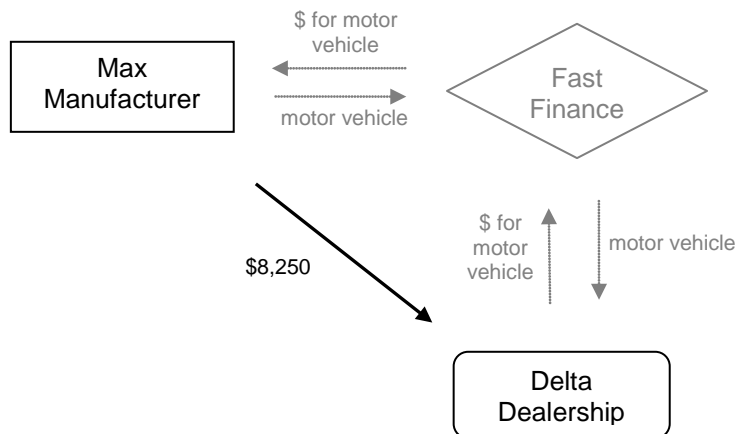 $ for motor
vehicle
Max
Manufacturer
Fast
Finance
motor vehicle
$8,250
$ for
motor
vehicle
motor vehicle
Delta
Dealership